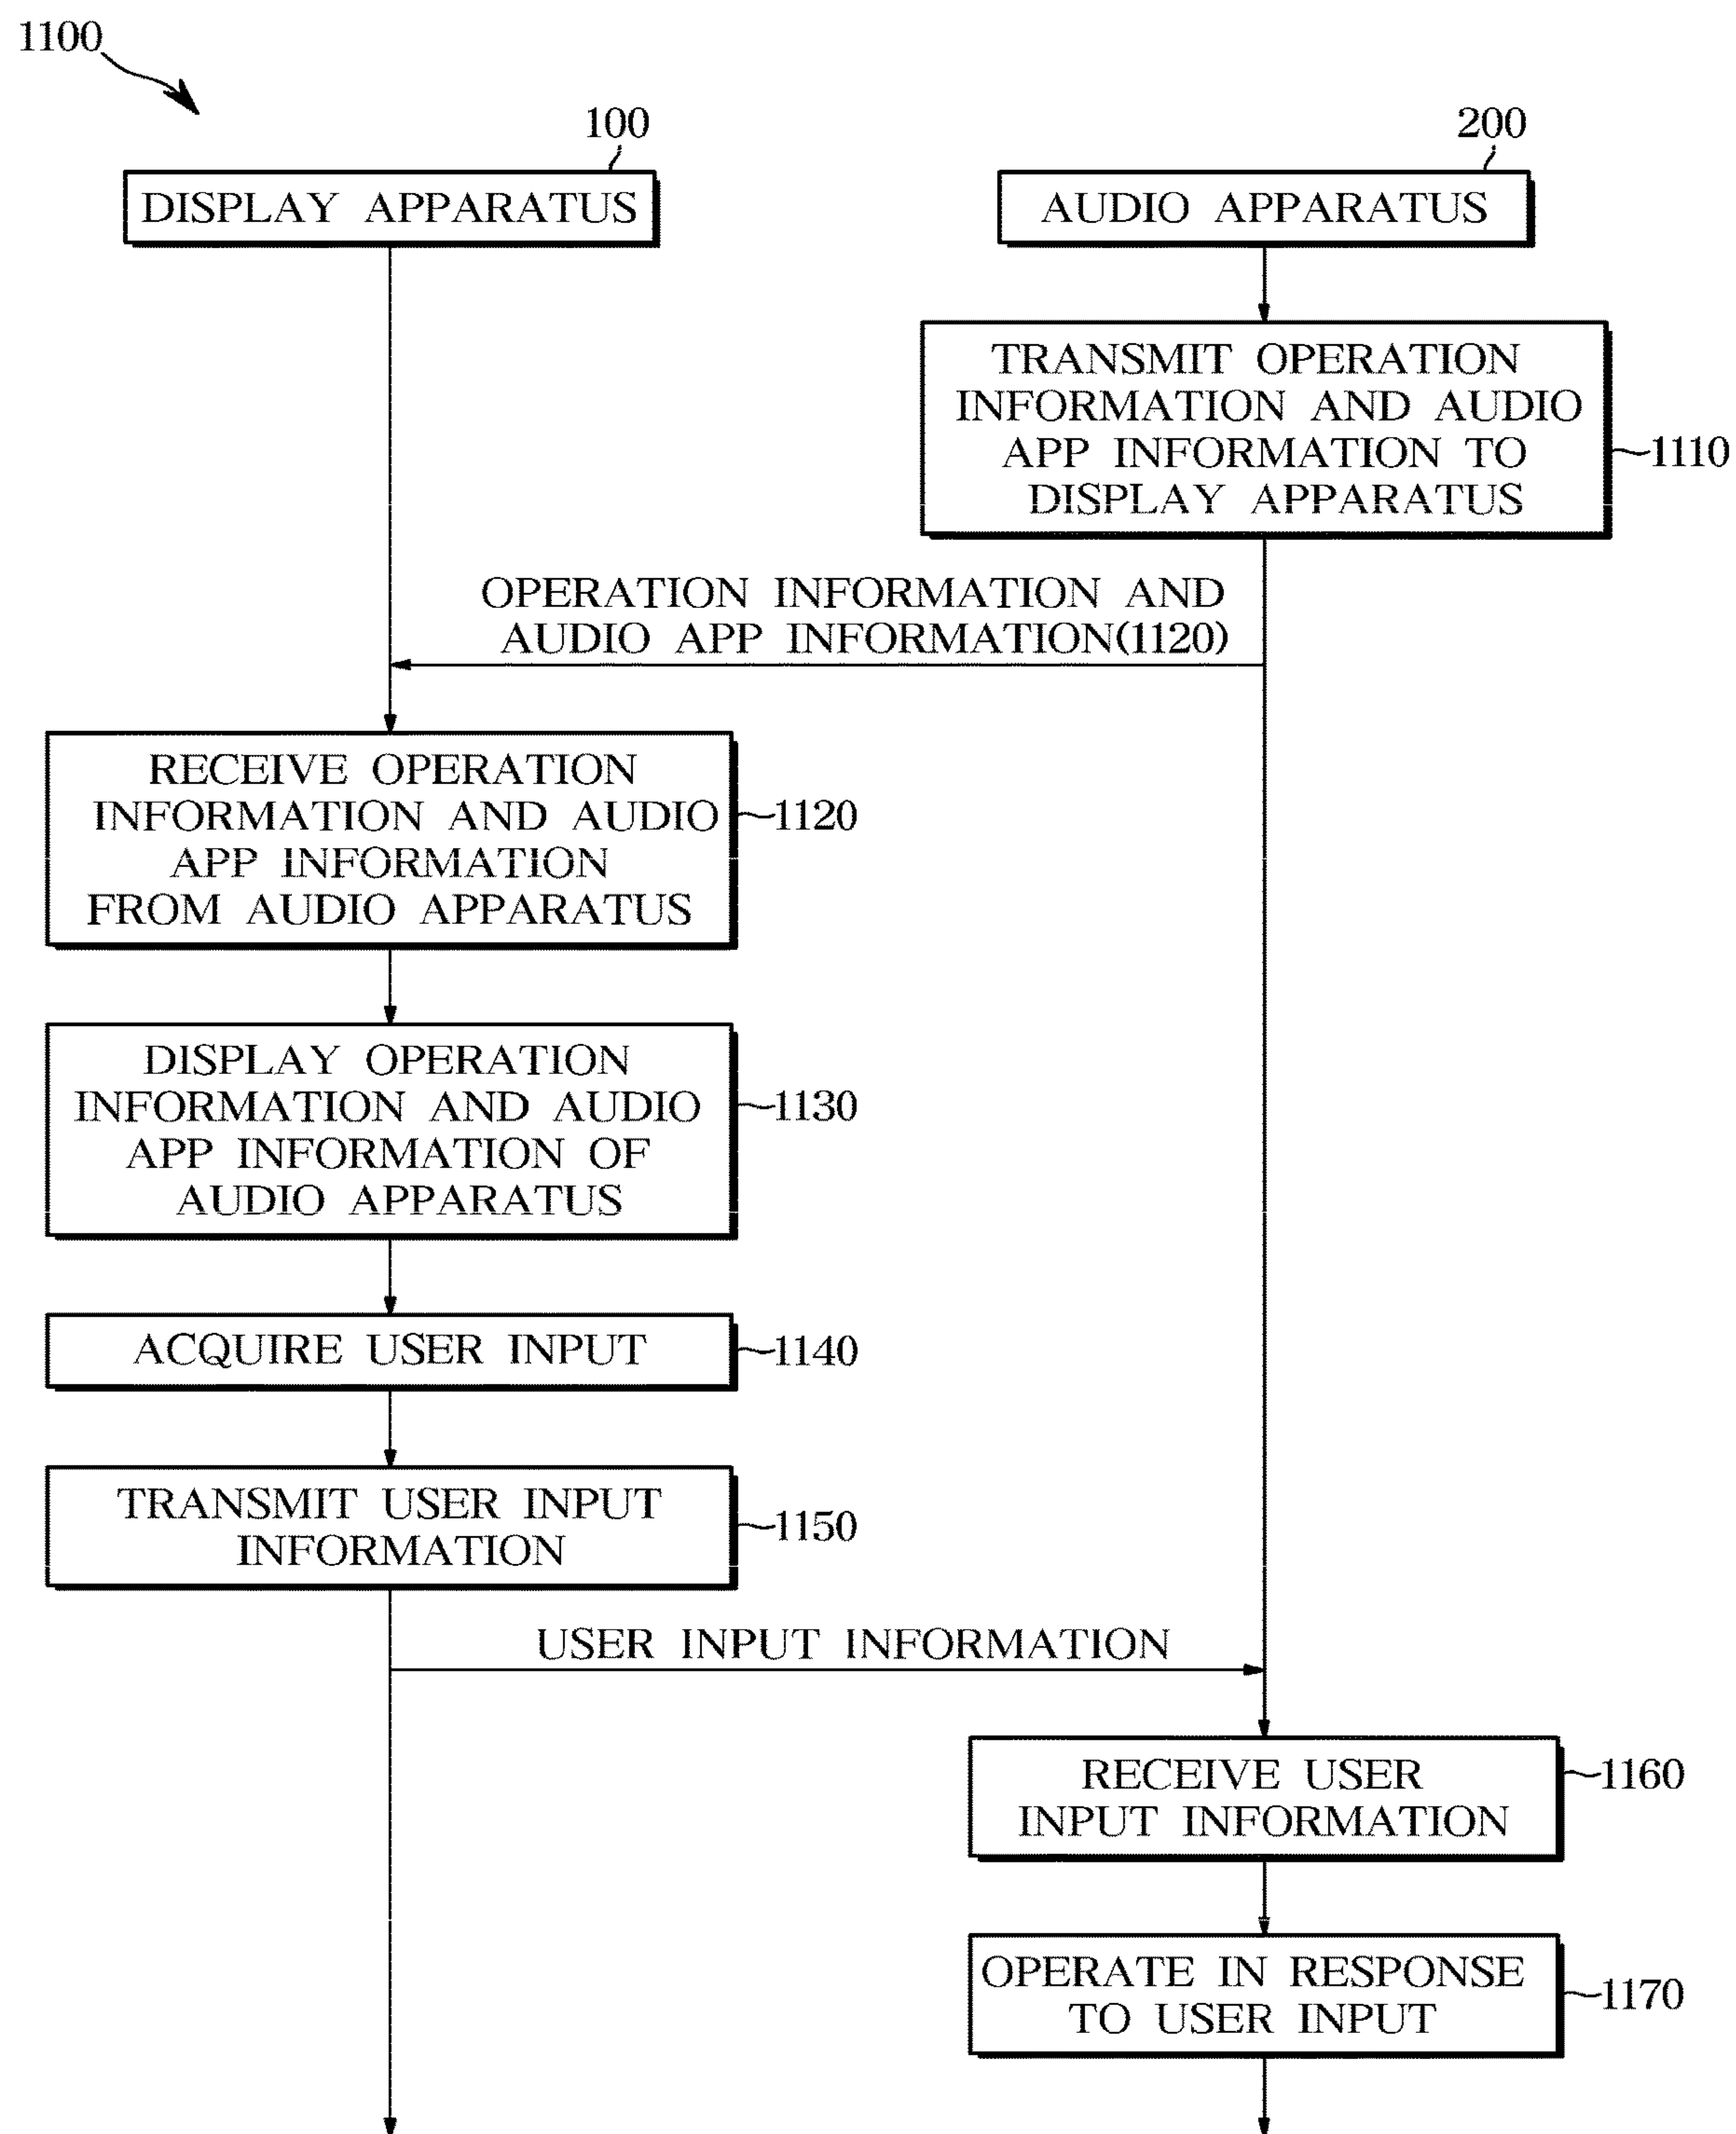 1100
100
200
DISPLAY APPARATUS
AUDIO APPARATUS
TRANSMIT OPERATION
INFORMATION AND AUDIO
APP INFORMATION TO
DISPLAY APPARATUS
1110
OPERATION INFORMATION AND
AUDIO APP INFORMATION(1120)
RECEIVE OPERATION
INFORMATION AND AUDIO
APP INFORMATION
FROM AUDIO APPARATUS
1120
DISPLAY OPERATION
INFORMATION AND AUDIO
APP INFORMATION OF
AUDIO APPARATUS
1130
ACQUIRE USER INPUT
1140
TRANSMIT USER INPUT
INFORMATION
1150
USER INPUT INFORMATION
RECEIVE USER
INPUT INFORMATION
1160
OPERATE IN RESPONSE
TO USER INPUT
1170